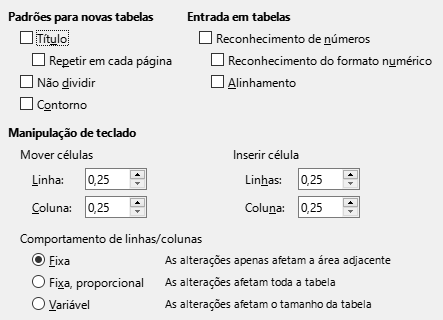 Padrões para novas tabelas
Entrada em tabelas
Título
Reconhecimento de números
Repetir em cada página
Reconhecimento do formato numérico
Não dividir
Alinhamento
Contorno
Manipulação de teclado
Mover células
Inserir célula
Linha: 0,25
Linhas: 0,25
Coluna: 0,25
Coluna: 0,25
Comportamento de linhas/colunas
Fixa As alterações apenas afetam a área adjacente
Fixa, proporcional As alterações afetam toda a tabela
Variável As alterações afetam o tamanho da tabela